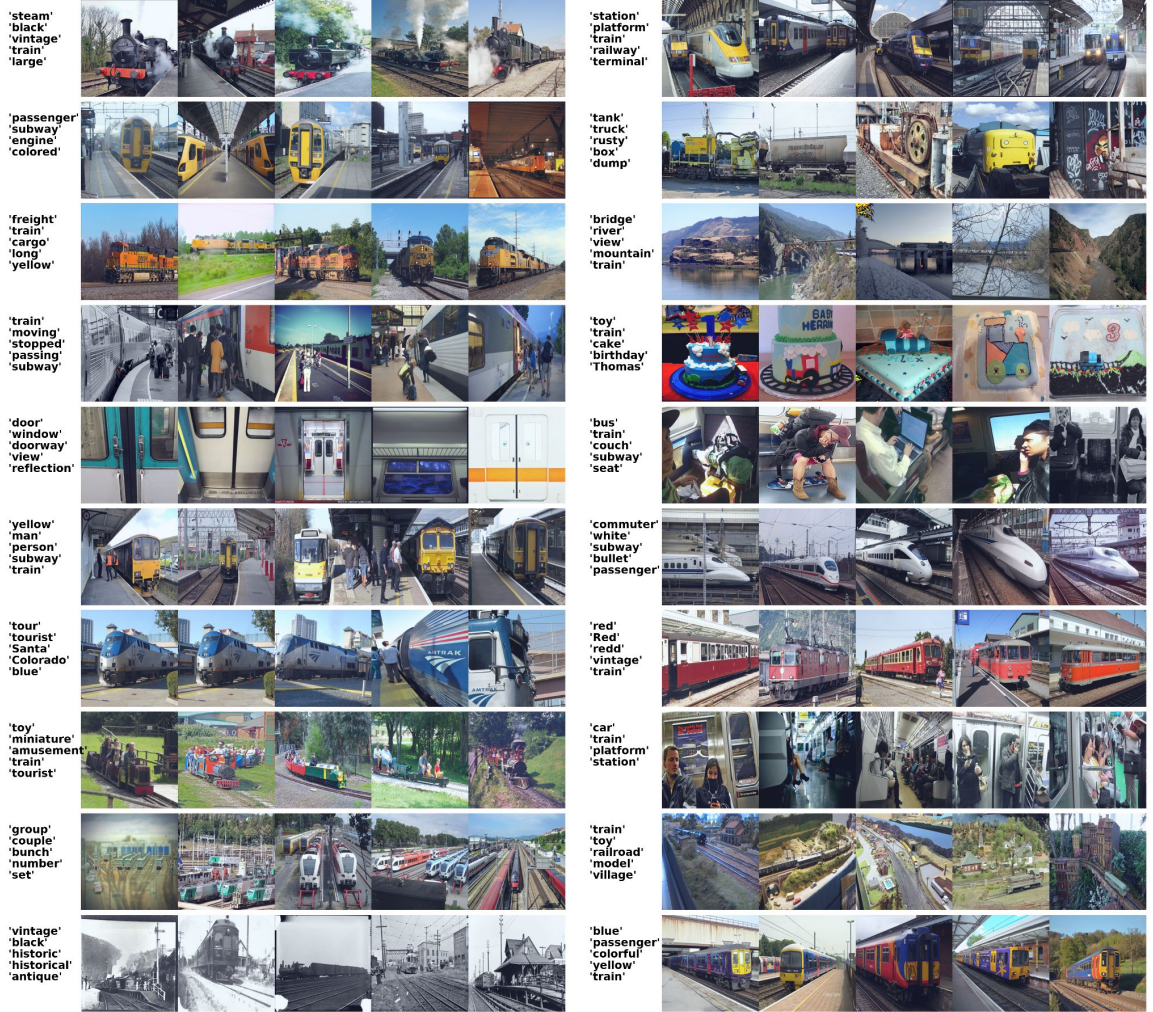 'steam'
'black'
'vintage'
'train'
'large'
'station'
'platform'
'train'
'railway'
'terminal'
'passenger'
'subway'
'engine'
'colored'
'tank'
'truck'
'rusty'
'box'
'dump'
'freight'
'train'
'cargo'
'long'
'yellow'
'bridge'
'river'
'view'
'mountain'
'train'
'train'
'moving'
'stopped'
'passing'
'subway'
'toy'
'train'
'cake'
'birthday'
'Thomas'
BABY
HERRIN
3
'door'
'window'
'doorway'
'view'
'reflection'
'bus'
'train'
'couch'
'subway'
'seat'
'yellow'
'man'
'person'
'subway'
'train'
'commuter'
'white'
'subway'
'bullet'
'passenger'
'tour'
'tourist'
'Santa'
'Colorado'
'blue'
AMTRAK
AMTRAK
'red'
'Red'
'redd'
'vintage'
'train'
'toy'
'miniature'
'amusement'
'train'
'tourist'
'car'
'train'
'platform'
'station'
'group'
'couple'
'bunch'
'number'
'set'
'train'
'toy'
'railroad'
'model'
'village'
'vintage'
'black'
'historic'
'historical'
'antique'
'blue'
'passenger'
'colorful'
'yellow'
'train'